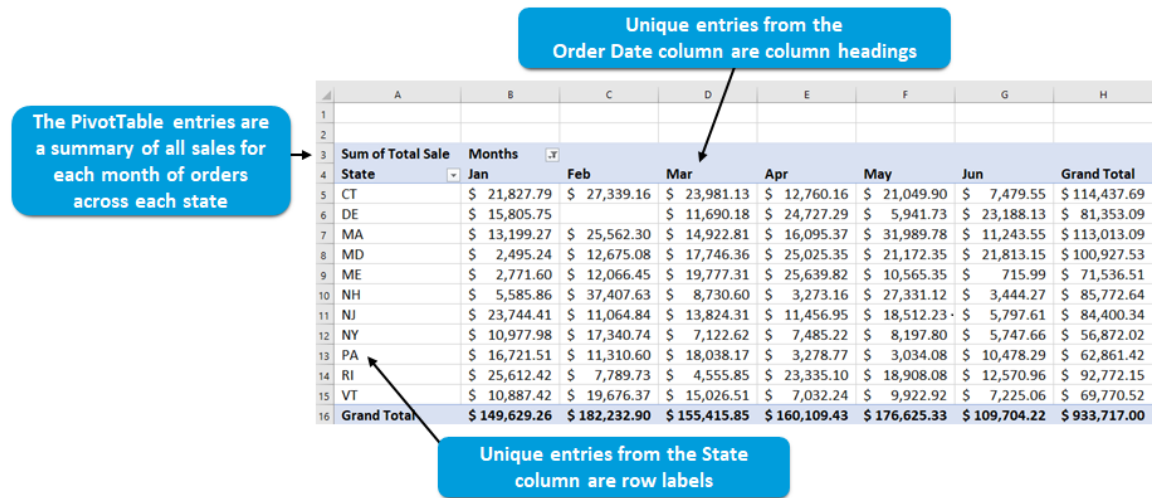 Unique entries from the
Order Date column are column headings
The PivotTable entries are
a summary of all sales for
each month of orders
across each state
A B C D E F G H
1
2
3 Sum of Total Sale Months
4 State Jan Feb Mar Apr May Jun Grand Total
5 CT $ 21,827.79 $ 27,339.16 $ 23,981.13 $ 12,760.16 $ 21,049.90 $ 7,479.55 $ 114,437.69
6 DE $ 15,805.75 $ 11,690.18 $ 24,727.29 $ 5,941.73 $ 23,188.13 $ 81,353.09
7 MA $ 13,199.27 $ 25,562.30 $ 14,922.81 $ 16,095.37 $ 31,989.78 $ 11,243.55 $ 113,013.09
8 MD $ 2,495.24 $ 12,675.08 $ 17,746.36 $ 25,025.35 $ 21,172.35 $ 21,813.15 $ 100,927.53
9 ME $ 2,771.60 $ 12,066.45 $ 19,777.31 $ 25,639.82 $ 10,565.35 $ 715.99 $ 71,536.51
10 NH $ 5,585.86 $ 37,407.63 $ 8,730.60 $ 3,273.16 $ 27,331.12 $ 3,444.27 $ 85,772.64
11 NJ $ 23,744.41 $ 11,064.84 $ 13,824.31 $ 11,456.95 $ 18,512.23 $ 5,797.61 $ 84,400.34
12 NY $ 10,977.98 $ 17,340.74 $ 7,122.62 $ 7,485.22 $ 8,197.80 $ 5,747.66 $ 56,872.02
13 PA $ 16,721.51 $ 11,310.60 $ 18,038.17 $ 3,278.77 $ 3,034.08 $ 10,478.29 $ 62,861.42
14 RI $ 25,612.42 $ 7,789.73 $ 4,555.85 $ 23,335.10 $ 18,908.08 $ 12,570.96 $ 92,772.15
15 VT $ 10,887.42 $ 19,676.37 $ 15,026.51 $ 7,032.24 $ 9,922.92 $ 7,225.06 $ 69,770.52
16 Grand Total $ 149,629.26 $ 182,232.90 $ 155,415.85 $ 160,109.43 $ 176,625.33 $ 109,704.22 $ 933,717.00
Unique entries from the State
column are row labels